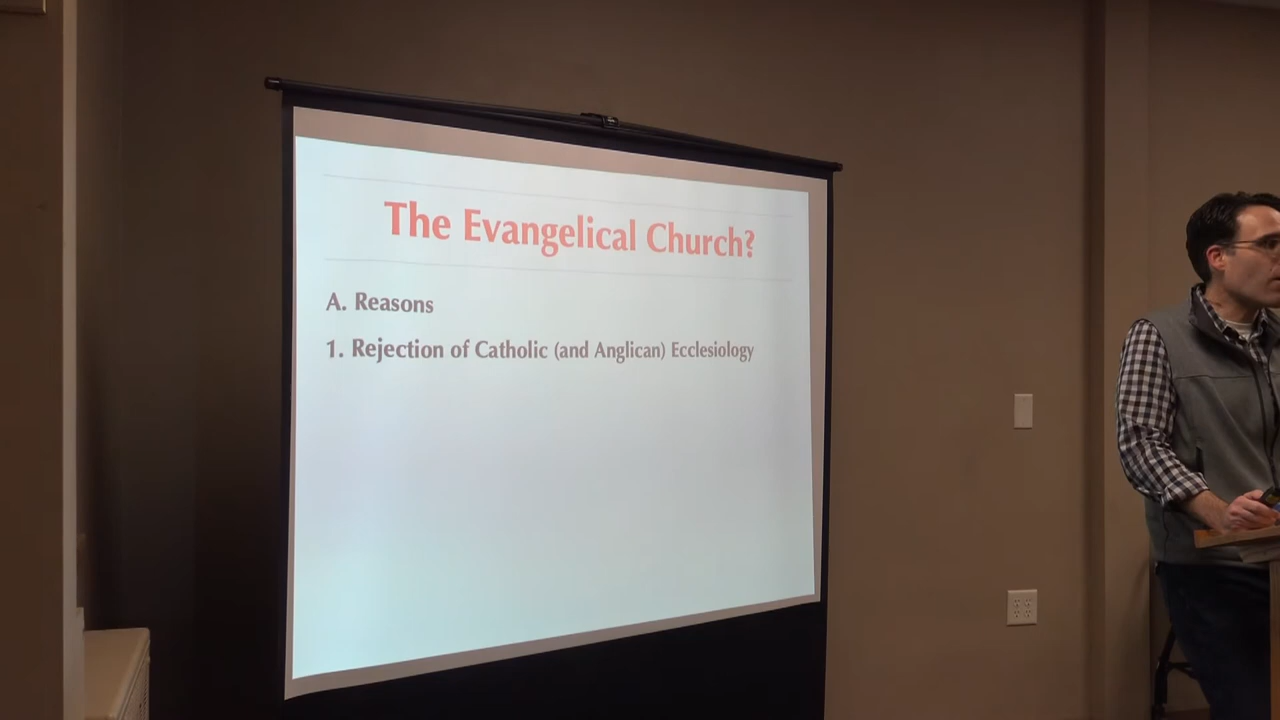 The Evangelical Church?
A. Reasons
1. Rejection of Catholic (and Anglican) Ecclesiology